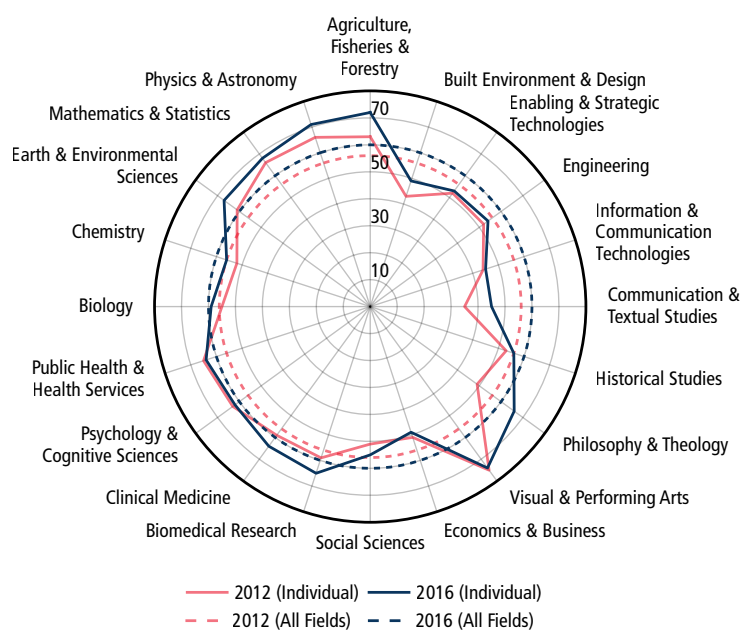 Agriculture,
Fisheries &
Forestry
Built Environment & Design
Enabling & Strategic
Technologies
Engineering
Information &
Communication
Technologies
Communication &
Textual Studies
Historical Studies
Philosophy & Theology
Visual & Performing Arts
Economics & Business
Social Sciences
Biomedical Research
Clinical Medicine
Psychology &
Cognitive Sciences
Public Health &
Health Services
Biology
Chemistry
Earth & Environmental
Sciences
Mathematics & Statistics
Physics & Astronomy
70
50
30
10
2012 (Individual)
2016 (Individual)
2012 (All Fields)
2016 (All Fields)